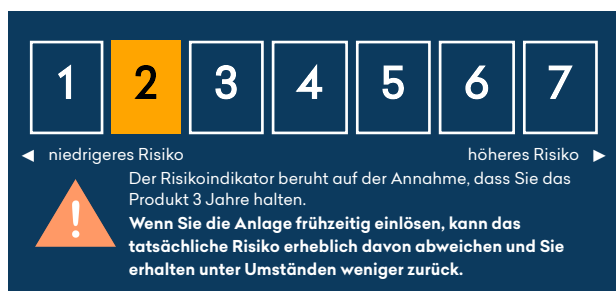 1 2 3 4 5 6 7
◄ niedrigeres Risiko höheres Risiko ►
Der Risikoindikator beruht auf der Annahme, dass Sie das
Produkt 3 Jahre halten.
Wenn Sie die Anlage frühzeitig einlösen, kann das
tatsächliche Risiko erheblich davon abweichen und Sie
erhalten unter Umständen weniger zurück.
!